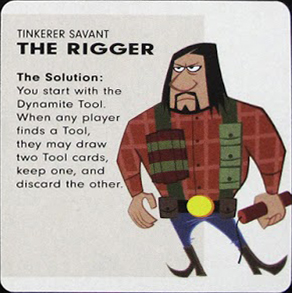 TINKERER SAVANT
THE RIGGER
The Solution:
You start with the
Dynamite Tool.
When any player
finds a Tool,
they may draw
two Tool cards,
keep one, and
discard the other.